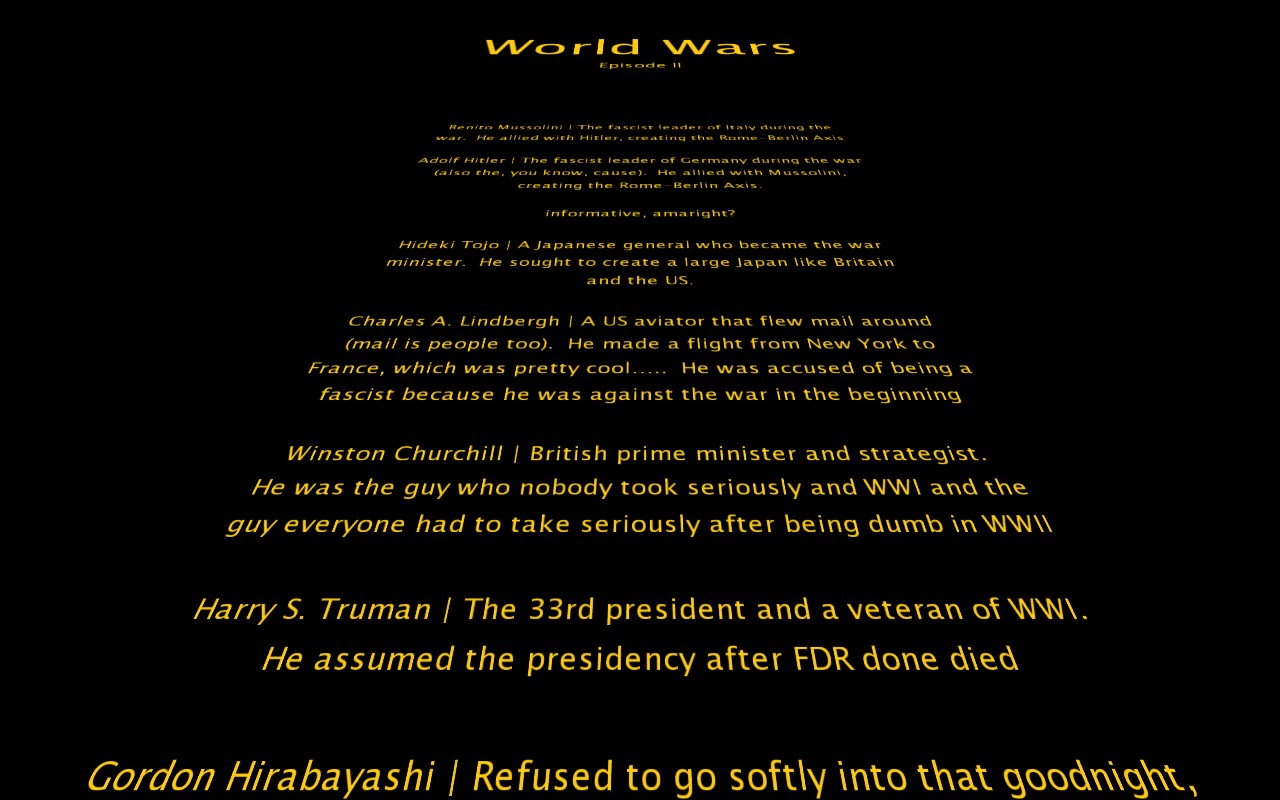 World Wars
Episode II
Benito Mussolini | The fascist leader of Italy during the
war.  He allied with Hitler, creating the Rome-Berlin Axis
Adolf Hitler | The fascist leader of Germany during the war
(also the, you know, cause).  He allied with Mussolini,
creating the Rome-Berlin Axis.
informative, amaright?
Hideki Tojo | A Japanese general who became the war
minister.  He sought to create a large Japan like Britain
and the US.
Charles A. Lindbergh | A US aviator that flew mail around
(mail is people too).  He made a flight from New York to
France, which was pretty cool.....  He was accused of being a
fascist because he was against the war in the beginning
Winston Churchill | British prime minister and strategist.
He was the guy who nobody took seriously and WWI and the
guy everyone had to take seriously after being dumb in WWII
Harry S. Truman | The 33rd president and a veteran of WWI.
He assumed the presidency after FDR done died
Gordon Hirabayashi | Refused to go softly into that goodnight,